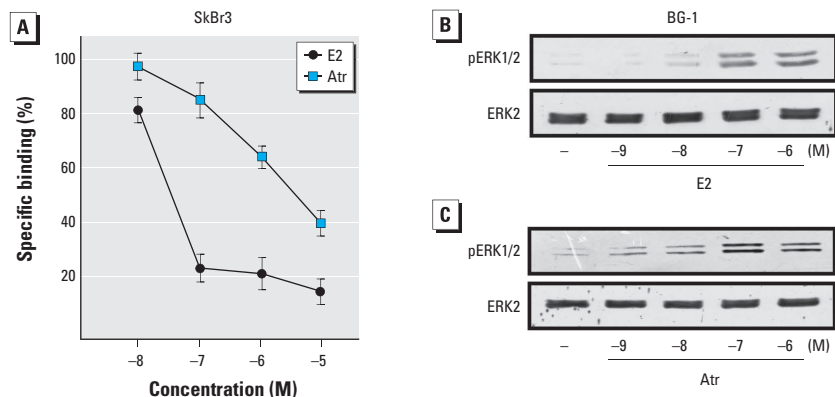 A
SkBr3
E2
Atr
Specific binding (%)
100
80
60
40
20
–8
–7
–6
–5
Concentration (M)
B
BG-1
pERK1/2
ERK2
– –9 –8 –7 –6 (M)
E2
C
pERK1/2
ERK2
– –9 –8 –7 –6 (M)
Atr